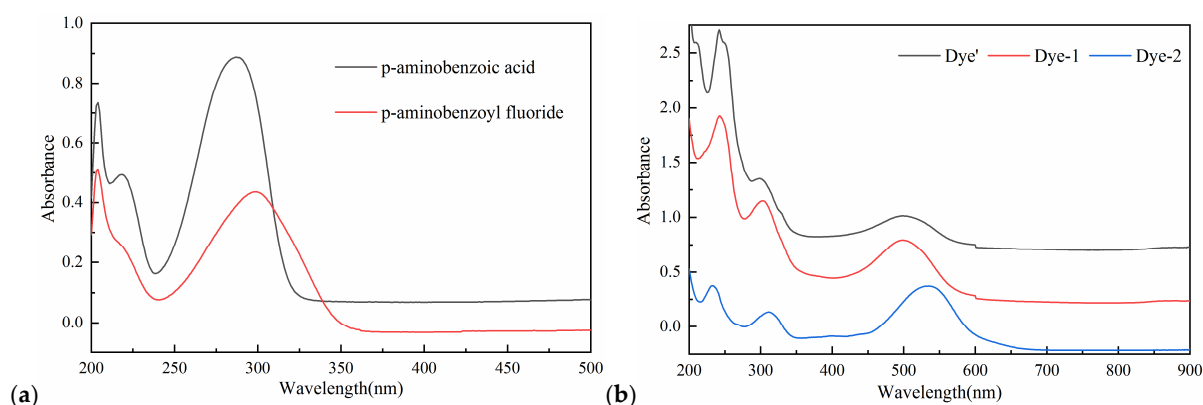 1.0
0.8
0.6
0.4
0.2
0.0
Absorbance
p-aminobenzoic acid
p-aminobenzoyl fluoride
200 250 300 350 400 450 500
Wavelength(nm)
(a)
2.5
2.0
1.5
1.0
0.5
0.0
Absorbance
Dye' Dye-1 Dye-2
200 300 400 500 600 700 800 900
Wavelength(nm)
(b)